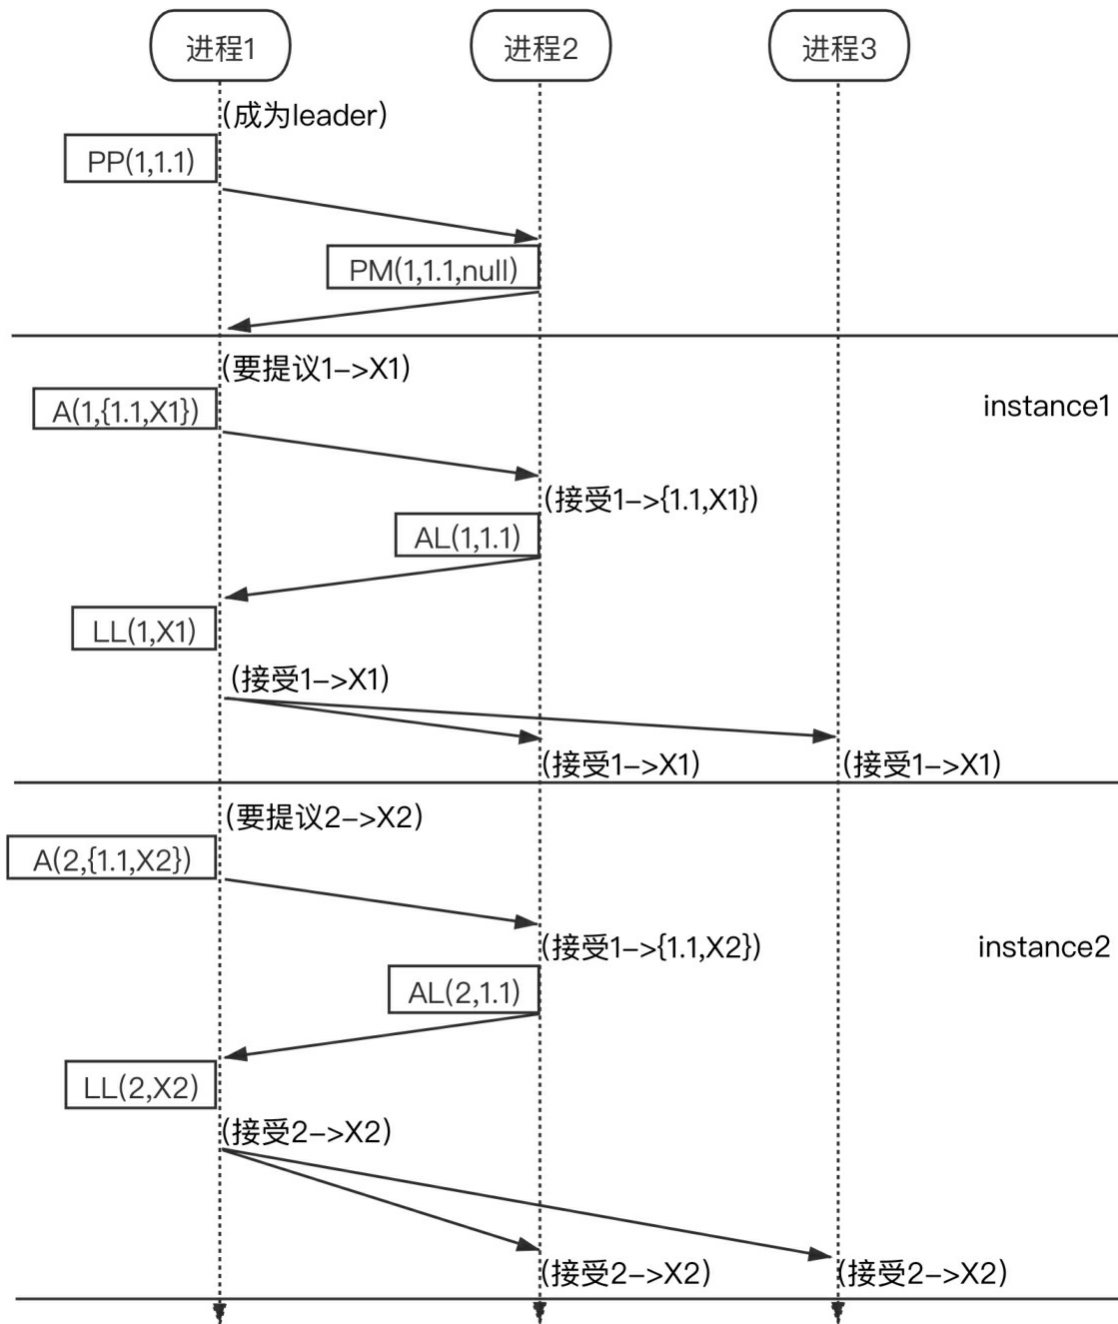 进程1 进程2 进程3
(成为leader)
PP(1,1.1)
PM(1,1.1,null)
(要提议1->X1)
A(1,{1.1,X1})
instance1
(接受1->{1.1,X1})
AL(1,1.1)
LL(1,X1)
(接受1->X1)
(接受1->X1) (接受1->X1)
(要提议2->X2)
A(2,{1.1,X2})
(接受1->{1.1,X2})
instance2
AL(2,1.1)
LL(2,X2)
(接受2->X2)
(接受2->X2) (接受2->X2)